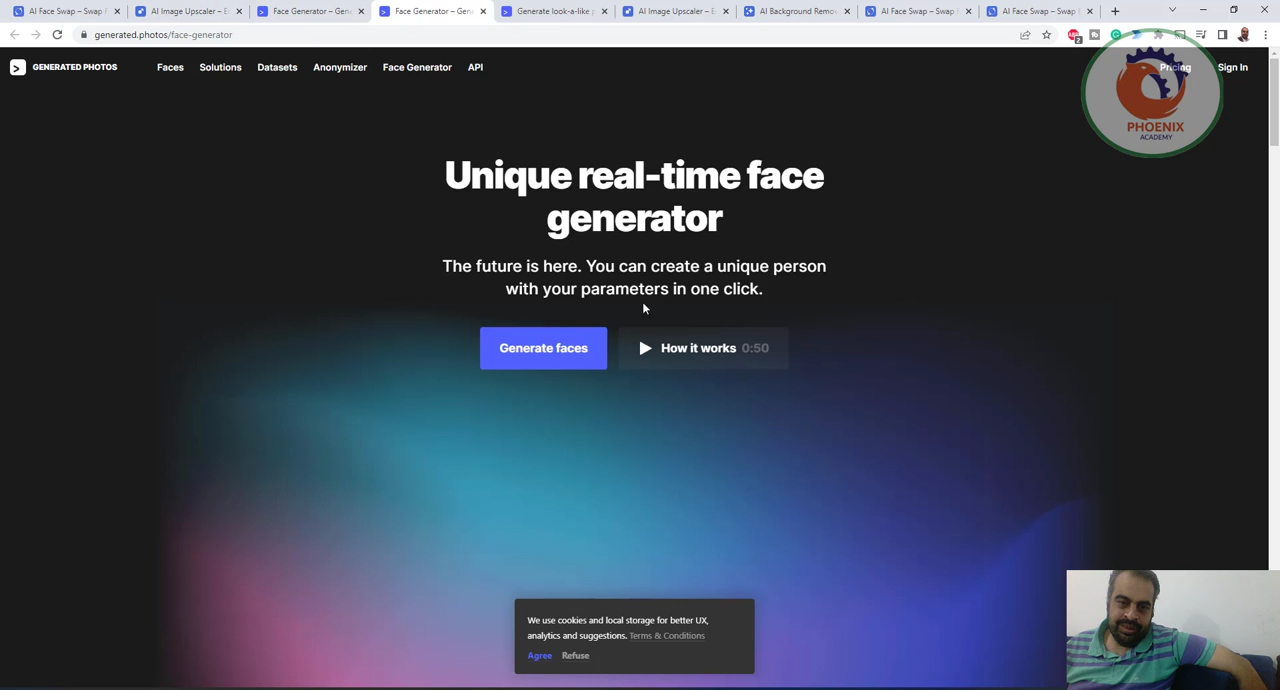 AI Face Swap – Swap F
AI Image Upscaler – E
Face Generator – Gene
Face Generator – Gene
Generate look-a-like p
AI Image Upscaler – E
AI Background Remo
AI Face Swap – Swap F
AI Face Swap – Swap F
generated.photos/face-generator
2
GENERATED PHOTOS
Faces
Solutions
Datasets
Anonymizer
Face Generator
API
Pricing
Sign In
PHOENIX
ACADEMY
Unique real-time face
generator
The future is here. You can create a unique person
with your parameters in one click.
Generate faces
How it works 0:50
We use cookies and local storage for better UX,
analytics and suggestions. Terms & Conditions
Agree Refuse